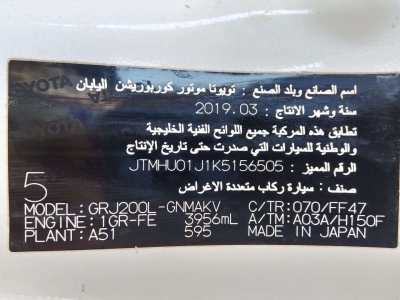 اسم الصانع وبلد الصنع : تويوتا موتور كوربوريشن اليابان
سنة وشهر الانتاج : 2019.03
تطابق هذه المركبة جميع اللوائح الفنية الخليجية
والوطنية للسيارات التي صدرت حتى تاريخ الإنتاج
الرقم المميز : JTMHU01J1K5156505
صنف : سيارة ركاب متعددة الاغراض
5
MODEL: GRJ200L-GNMAKV C/TR: 070/FF47
ENGINE: 1GR-FE 3956mL A/TM: A03A/H150F
PLANT: A51 595 MADE IN JAPAN